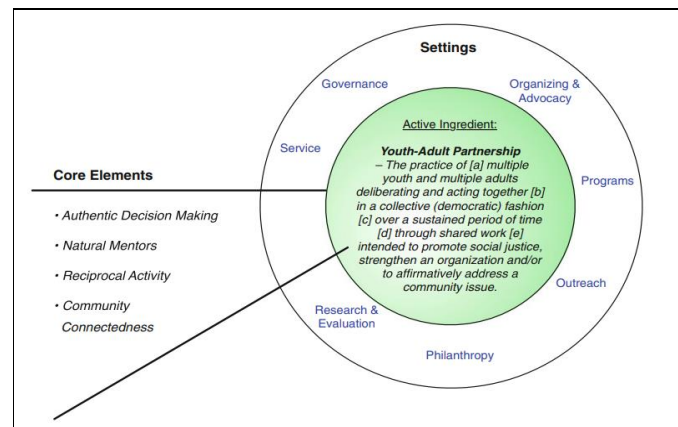 Settings
Governance
Organizing &
Advocacy
Service
Programs
Outreach
Research &
Evaluation
Philanthropy
Active Ingredient:
Youth-Adult Partnership
– The practice of [a] multiple
youth and multiple adults
deliberating and acting together [b]
in a collective (democratic) fashion
[c] over a sustained period of time
[d] through shared work [e]
intended to promote social justice,
strengthen an organization and/or
to affirmatively address a
community issue.
Core Elements
• Authentic Decision Making
• Natural Mentors
• Reciprocal Activity
• Community
Connectedness